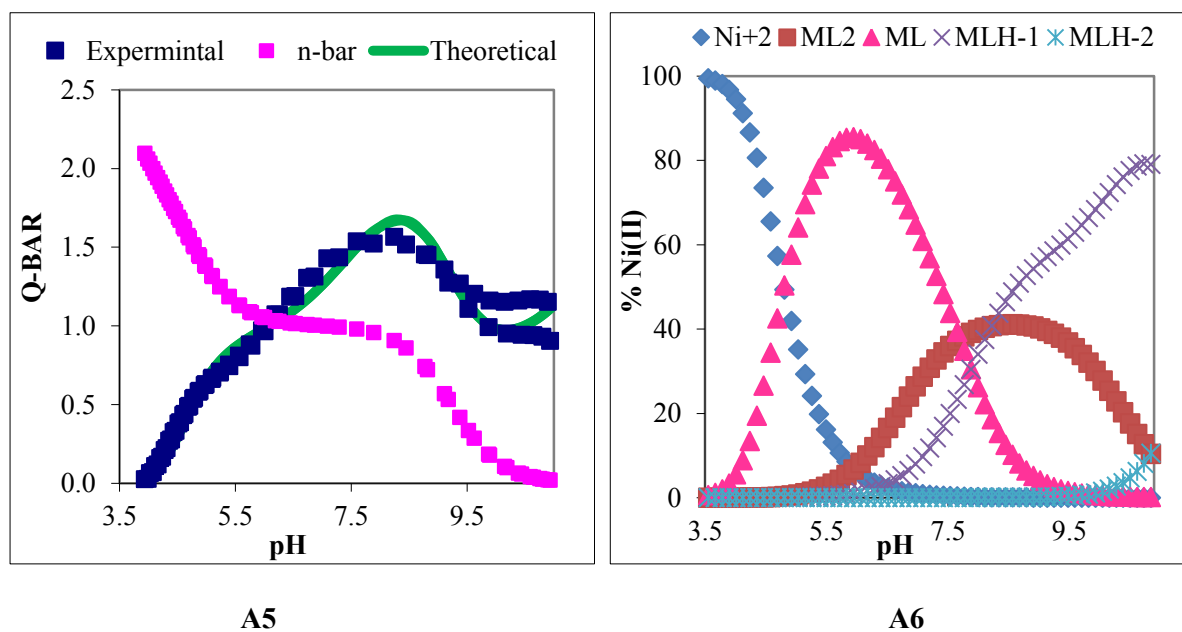 Expermintal n-bar Theoretical
2.5
2.0
1.5
1.0
0.5
0.0
Q-BAR
3.5 5.5 7.5 9.5
pH
A5
Ni+2 ML2 ML MLH-1 MLH-2
100
80
60
40
20
0
% Ni(II)
3.5 5.5 7.5 9.5
pH
A6